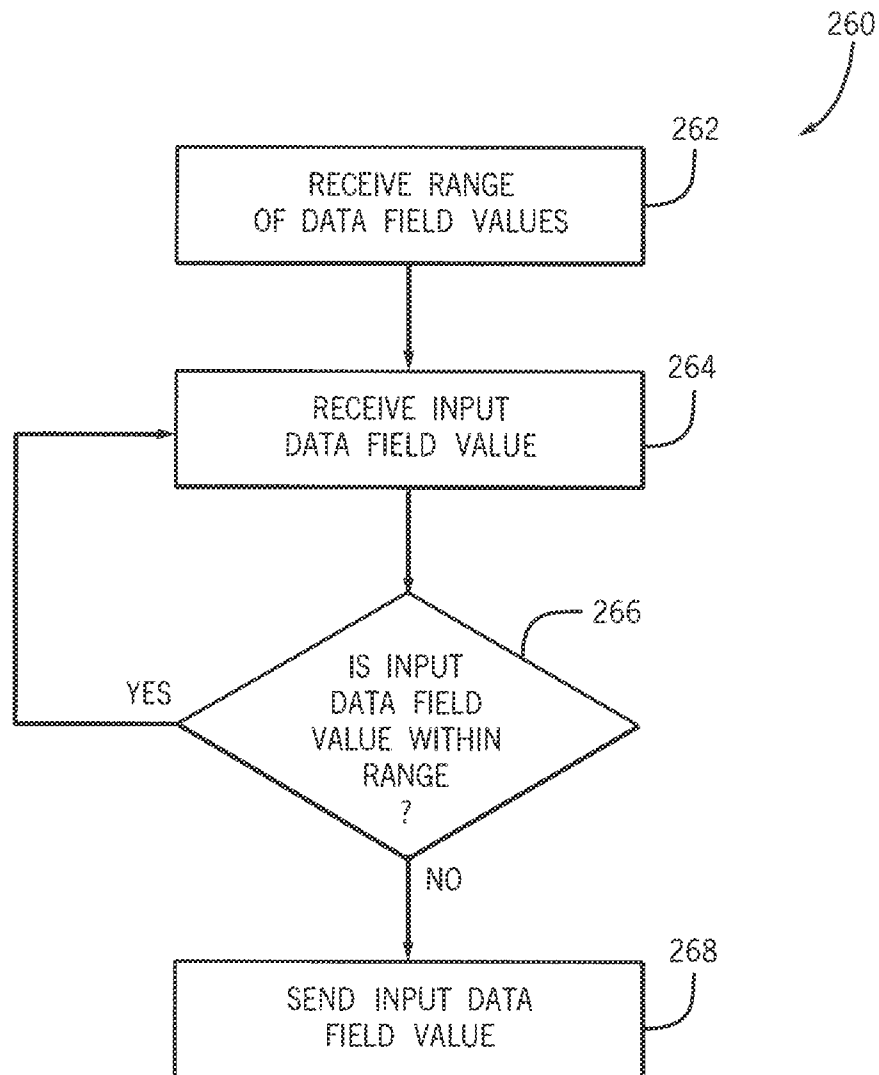 260
262
RECEIVE RANGE
OF DATA FIELD VALUES
264
RECEIVE INPUT
DATA FIELD VALUE
266
YES
IS INPUT
DATA FIELD
VALUE WITHIN
RANGE
?
NO
268
SEND INPUT DATA
FIELD VALUE